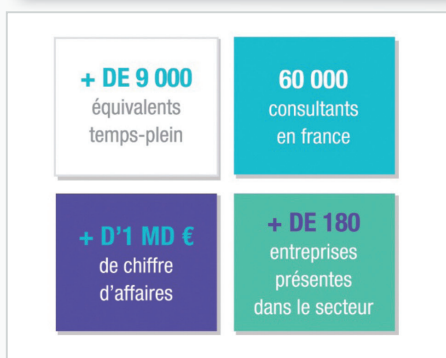 + DE 9 000
équivalents
temps-plein
60 000
consultants
en france
+ D'1 MD €
de chiffre
d'affaires
+ DE 180
entreprises
présentes
dans le secteur